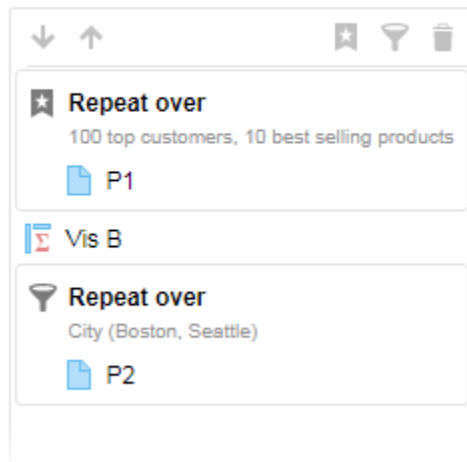 Repeat over
100 top customers, 10 best selling products
P1
Σ Vis B
Repeat over
City (Boston, Seattle)
P2